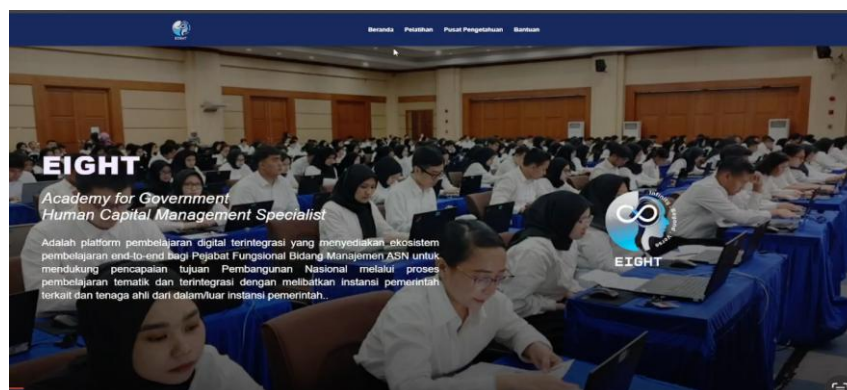 EIGHT
Beranda Pelatihan Pusat Pengetahuan Bantuan
EIGHT
Academy for Government
Human Capital Management Specialist
Adalah platform pembelajaran digital terintegrasi yang menyediakan ekosistem
pembelajaran end-to-end bagi Pejabat Fungsional Bidang Manajemen ASN untuk
mendukung pencapaian tujuan Pembangunan Nasional melalui proses
pembelajaran tematik dan terintegrasi dengan melibatkan instansi pemerintah
terkait dan tenaga ahli dari dalam/luar instansi pemerintah..
EIGHT